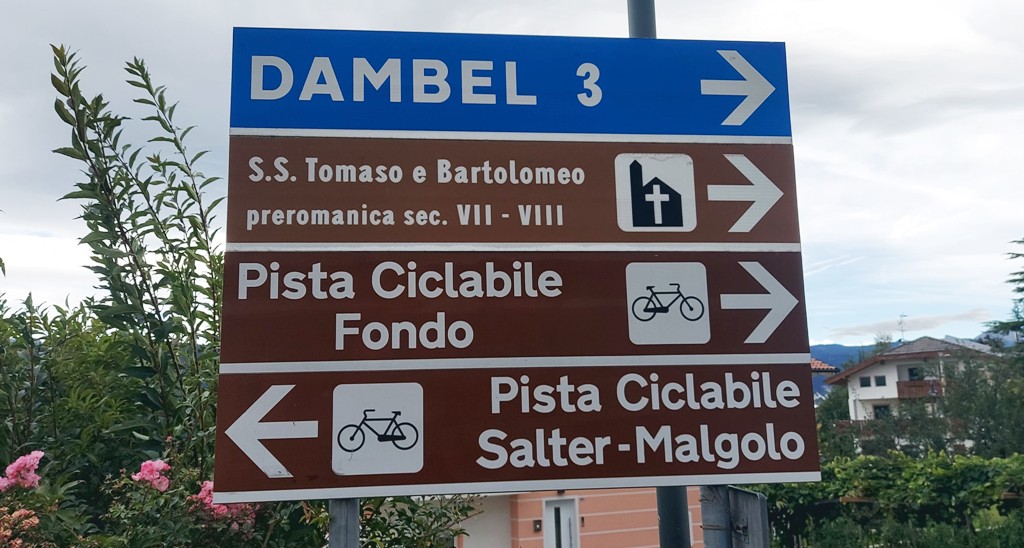 DAMBEL 3
S.S. Tomaso e Bartolomeo
preromanica sec. VII - VIII
Pista Ciclabile
Fondo
Pista Ciclabile
Salter-Malgolo